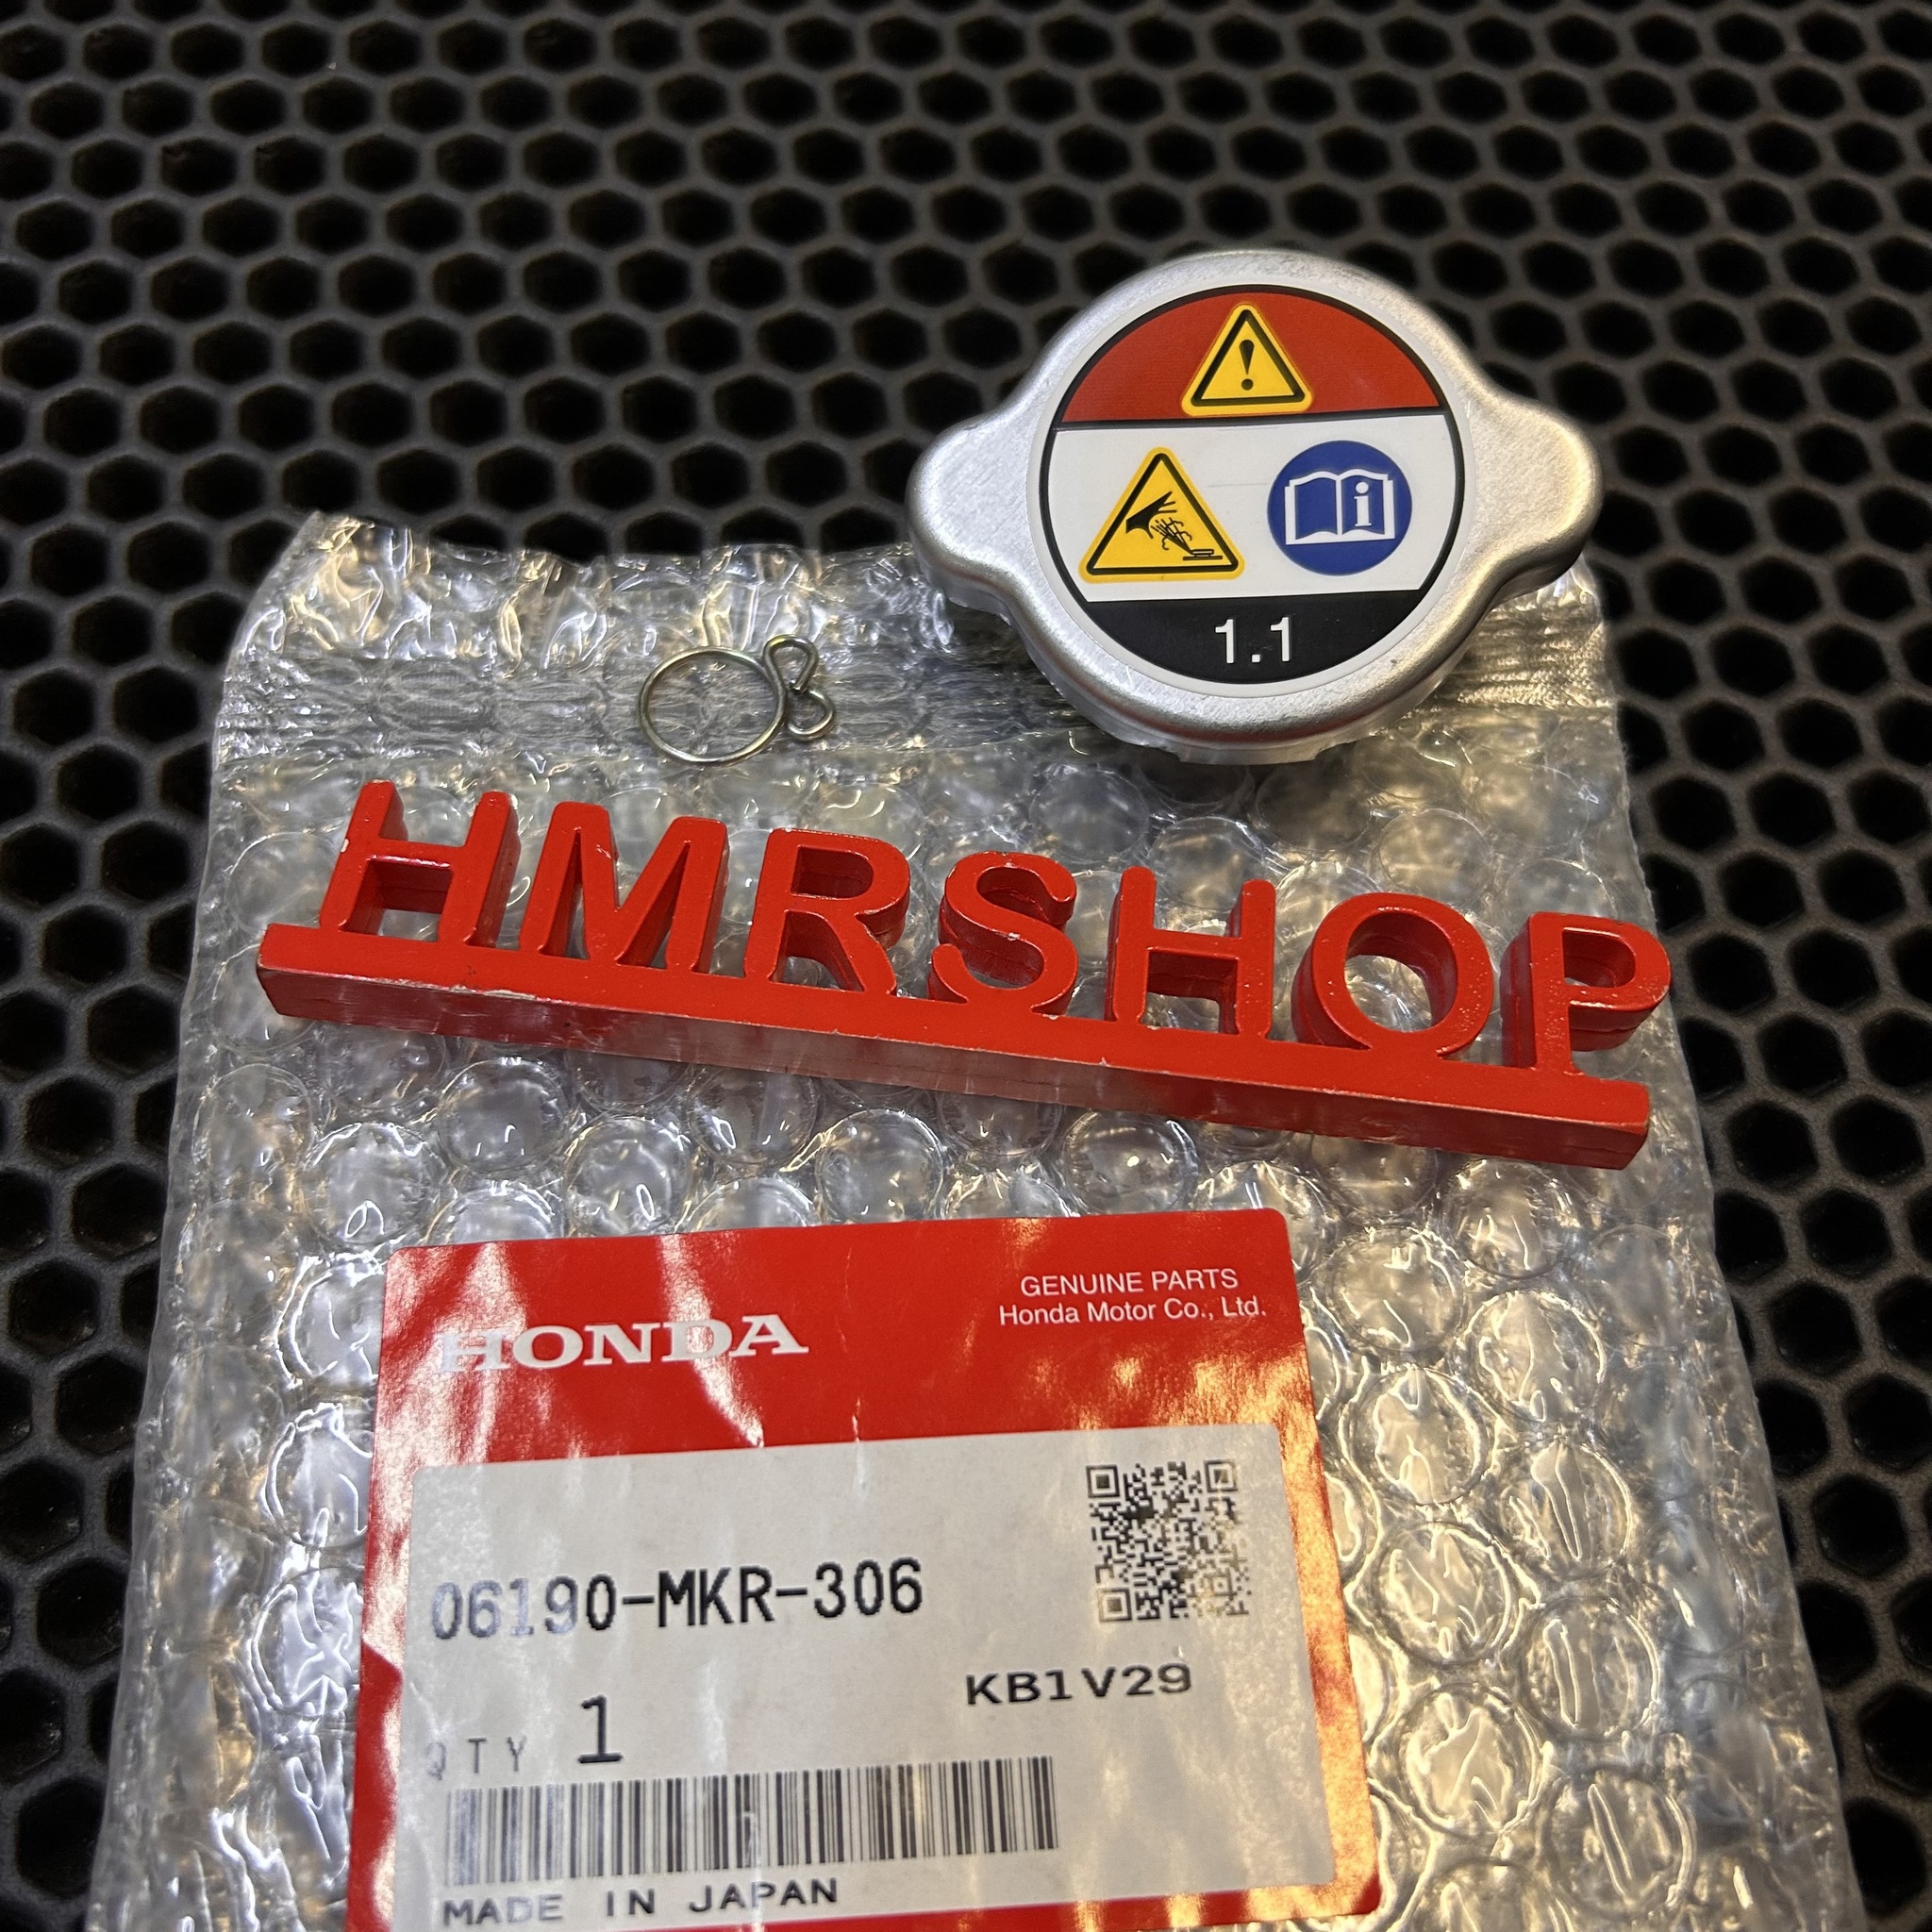 !
i
1.1
HMRSHOP
HONDA
GENUINE PARTS
Honda Motor Co., Ltd.
06190-MKR-306
KB1V29
QTY 1
MADE IN JAPAN